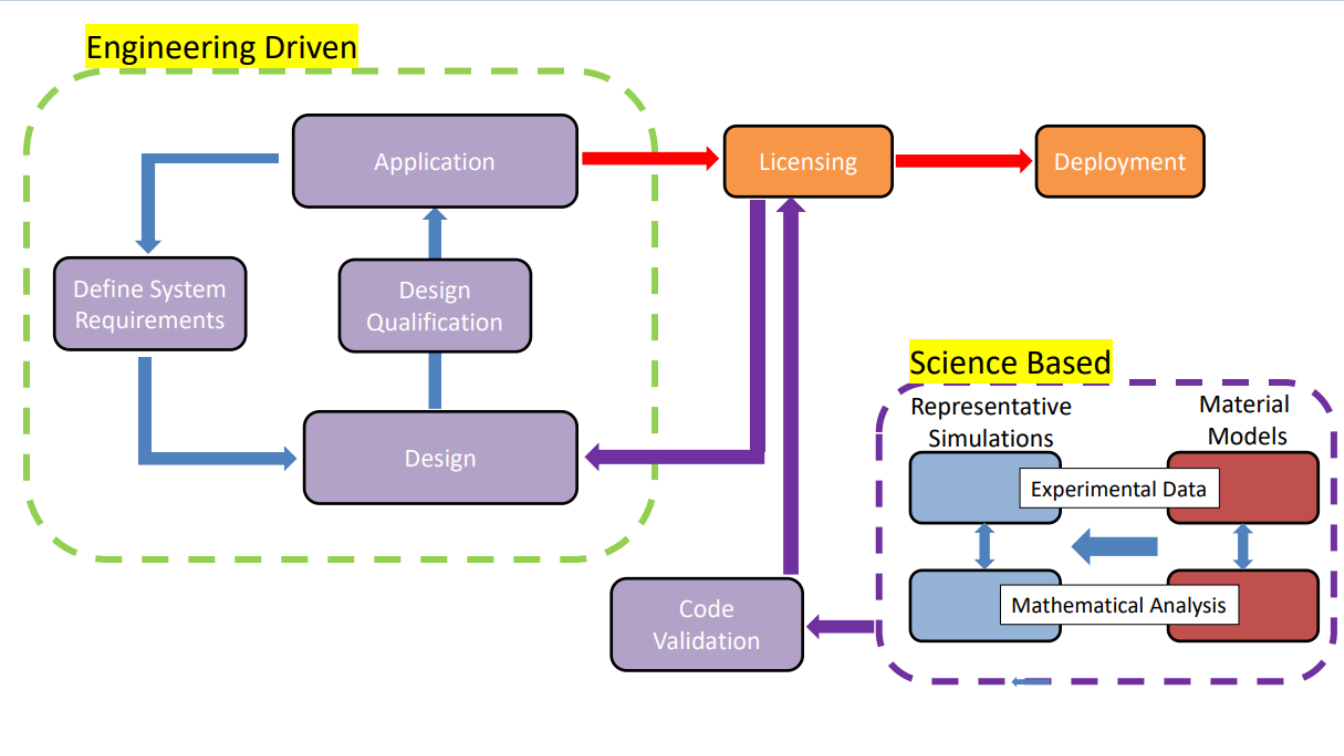 Engineering Driven
Application
Licensing
Deployment
Define System
Requirements
Design
Qualification
Design
Science Based
Representative
Simulations
Material
Models
Experimental Data
Mathematical Analysis
Code
Validation